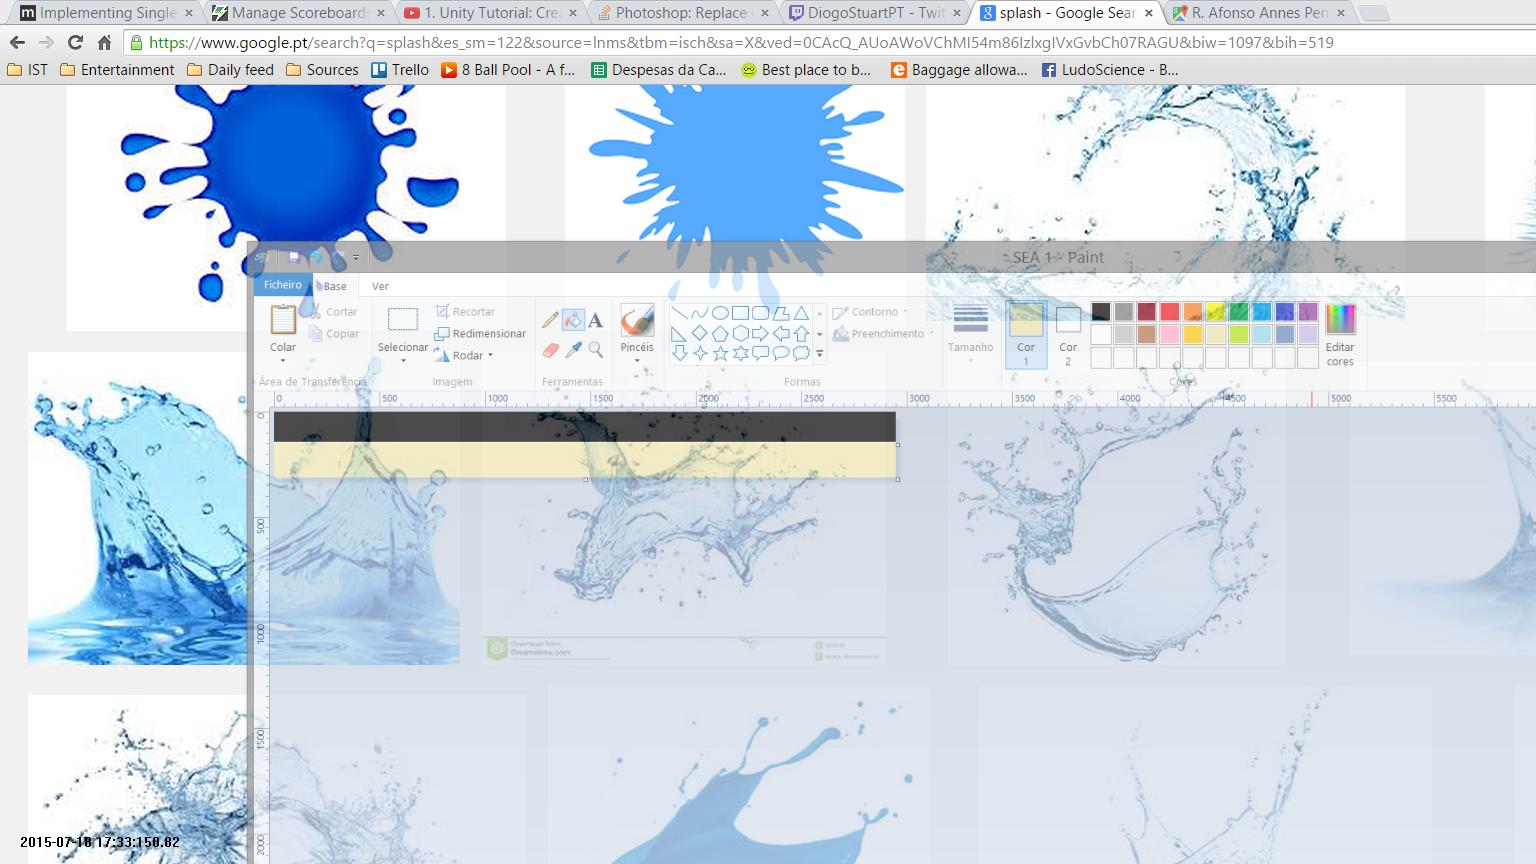 Implementing Single
Manage Scoreboards
1. Unity Tutorial: Cre
Photoshop: Replace
DiogoStuartPT - Twit
splash - Google Sear
R. Afonso Annes Pen
https://www.google.pt/search?q=splash&es_sm=122&source=lnms&tbm=isch&sa=X&ved=0CAcQ_AUoAWoVChMI54m86IzlxgIVxGvbCh07RAGU&biw=1097&bih=519
IST
Entertainment
Daily feed
Sources
Trello
8 Ball Pool - A f...
Despesas da Ca...
Best place to b...
Baggage allowa...
LudoScience - B...
SEA 1 - Paint
Ficheiro
Base
Ver
Colar
Cortar
Copiar
Área de Transferência
Selecionar
Recortar
Redimensionar
Rodar
Imagem
A
Ferramentas
Pincéis
Contorno
Preenchimento
Formas
Tamanho
Cor 1
Cor 2
Editar cores
Cores
0 500 1000 1500 2000 2500 3000 3500 4000 4500 5000 5500
0
500
1000
1500
2000
Dreamstime.com
2015-07-18 17:33:150.82